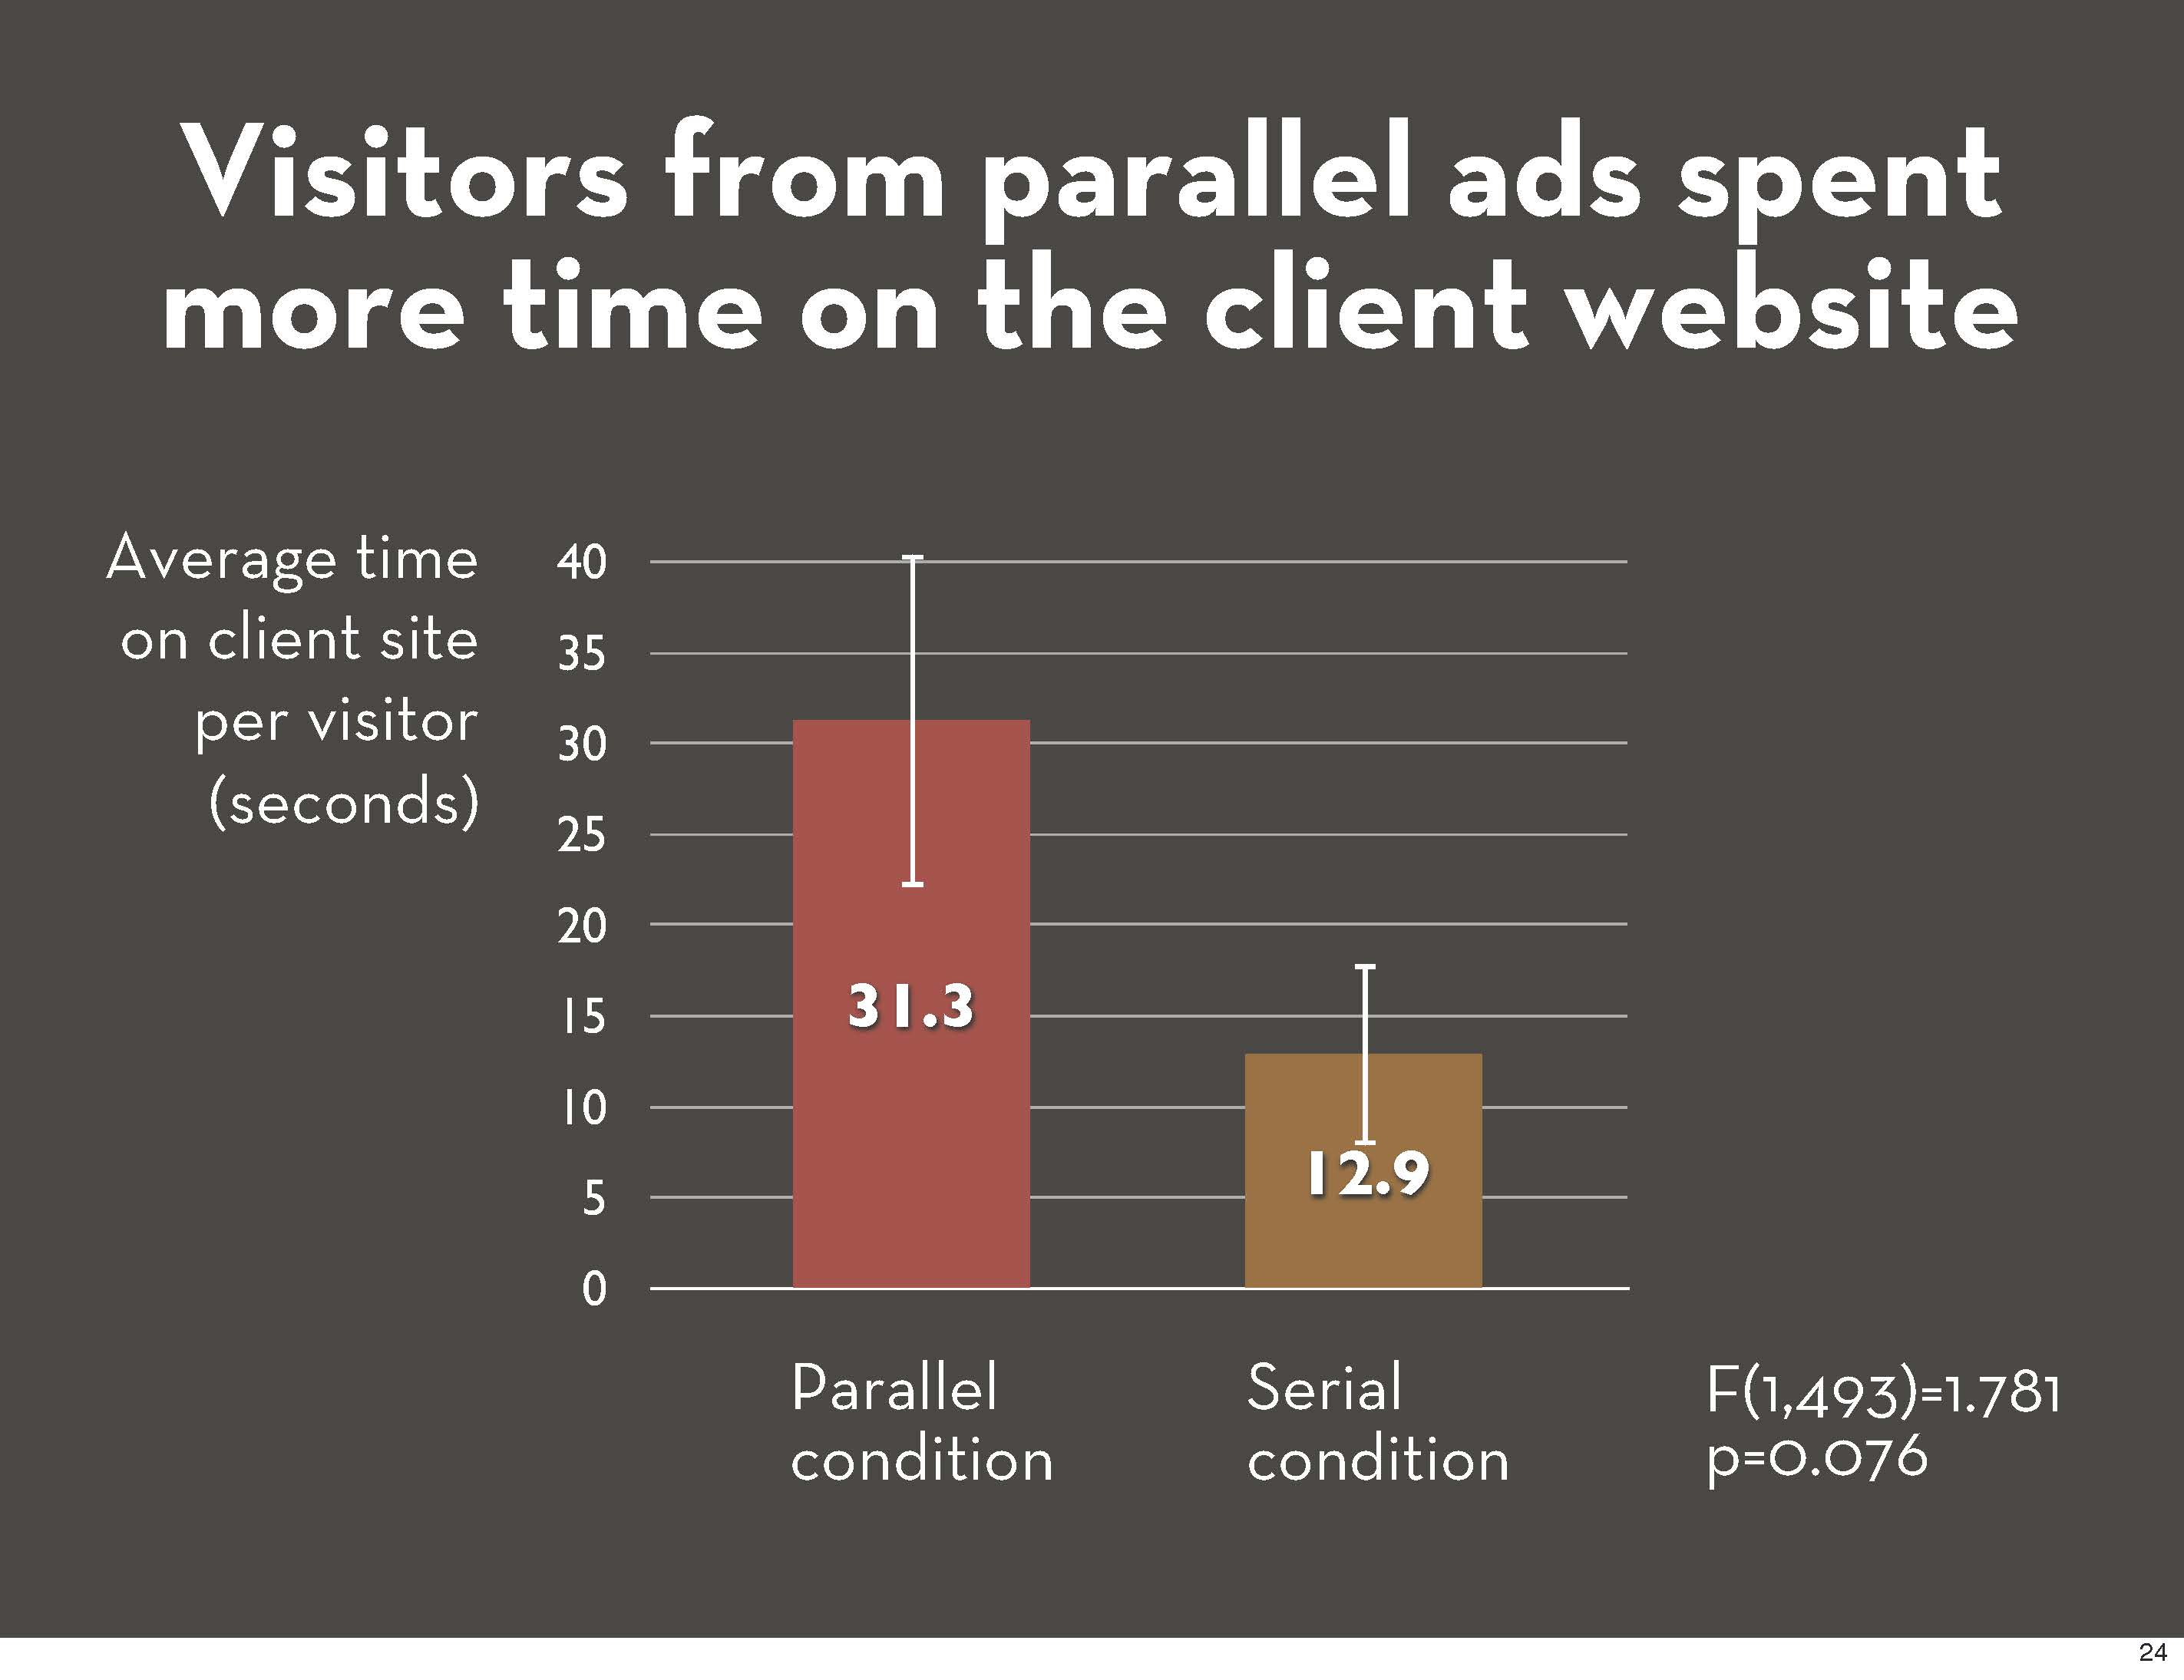 Visitors from parallel ads spent
more time on the client website
Average time
on client site
per visitor
(seconds)
40
35
30
25
20
15
10
5
0
31.3
12.9
Parallel
condition
Serial
condition
F(1,493)=1.781
p=0.076
24